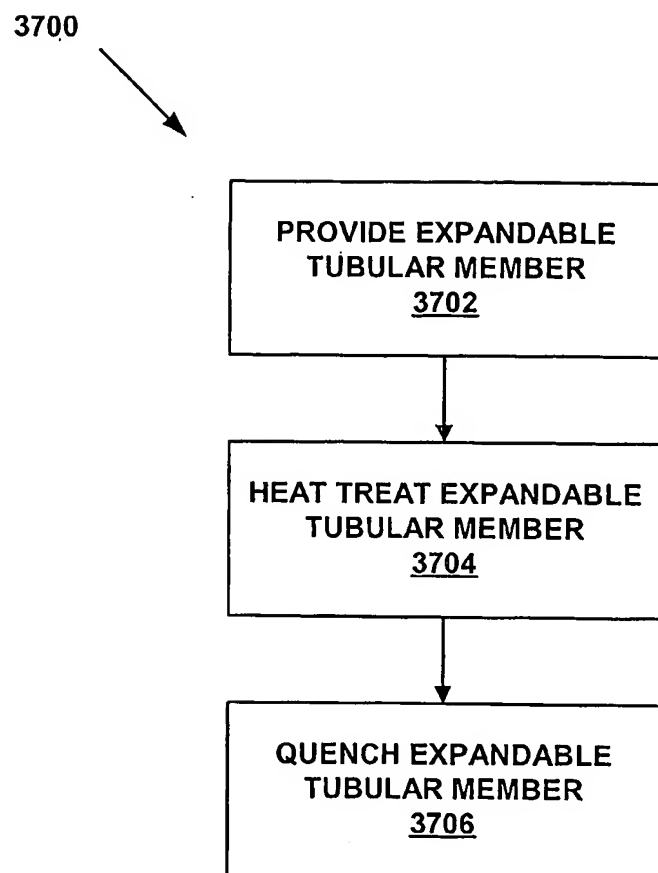 3700
PROVIDE EXPANDABLE
TUBULAR MEMBER
3702
HEAT TREAT EXPANDABLE
TUBULAR MEMBER
3704
QUENCH EXPANDABLE
TUBULAR MEMBER
3706